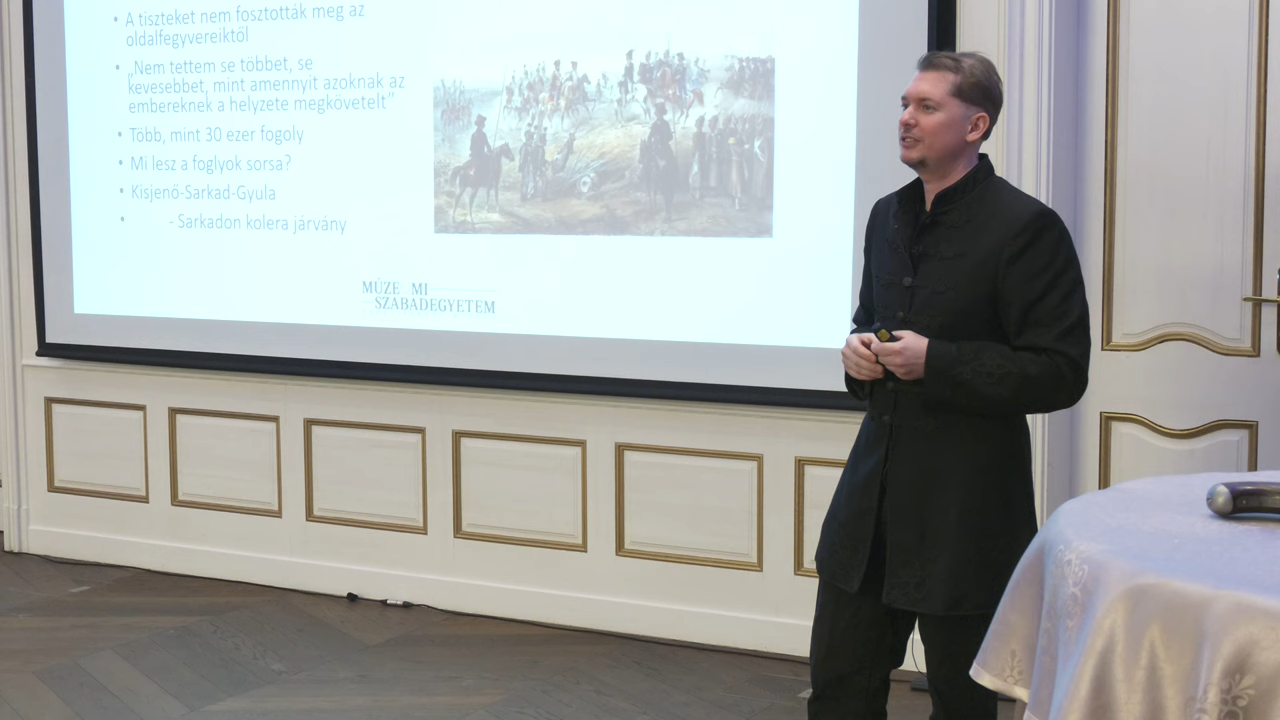 • A tiszteket nem fosztották meg az
oldalfegyvereiktől
• „Nem tettem se többet, se
kevesebbet, mint amennyit azoknak az
embereknek a helyzete megkövetelt”
• Több, mint 30 ezer fogoly
• Mi lesz a foglyok sorsa?
• Kisjenő-Sarkad-Gyula
• - Sarkadon kolera járvány
MÚZE MI
SZABADEGYETEM